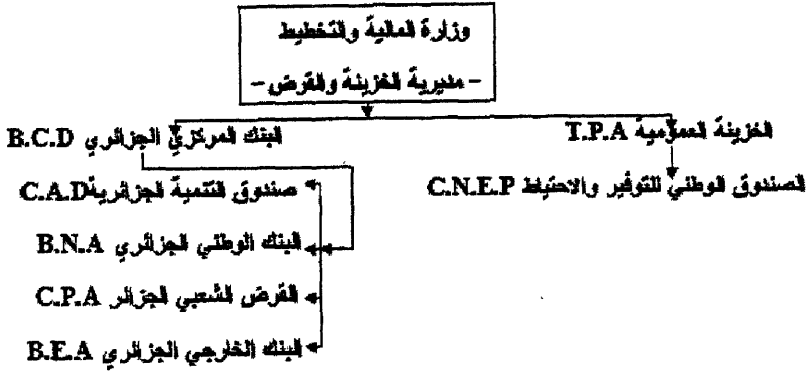 وزارة المالية والتخطيط
- مديرية الخزينة والقرض -
الخزينة العمومية T.P.A
البنك المركزي الجزائري B.C.D
الصندوق الوطني للتوفير والاحتياط C.N.E.P
صندوق التنمية الجزائرية C.A.D
البنك الوطني الجزائري B.N.A
القرض الشعبي الجزائر C.P.A
البنك الخارجي الجزائري B.E.A